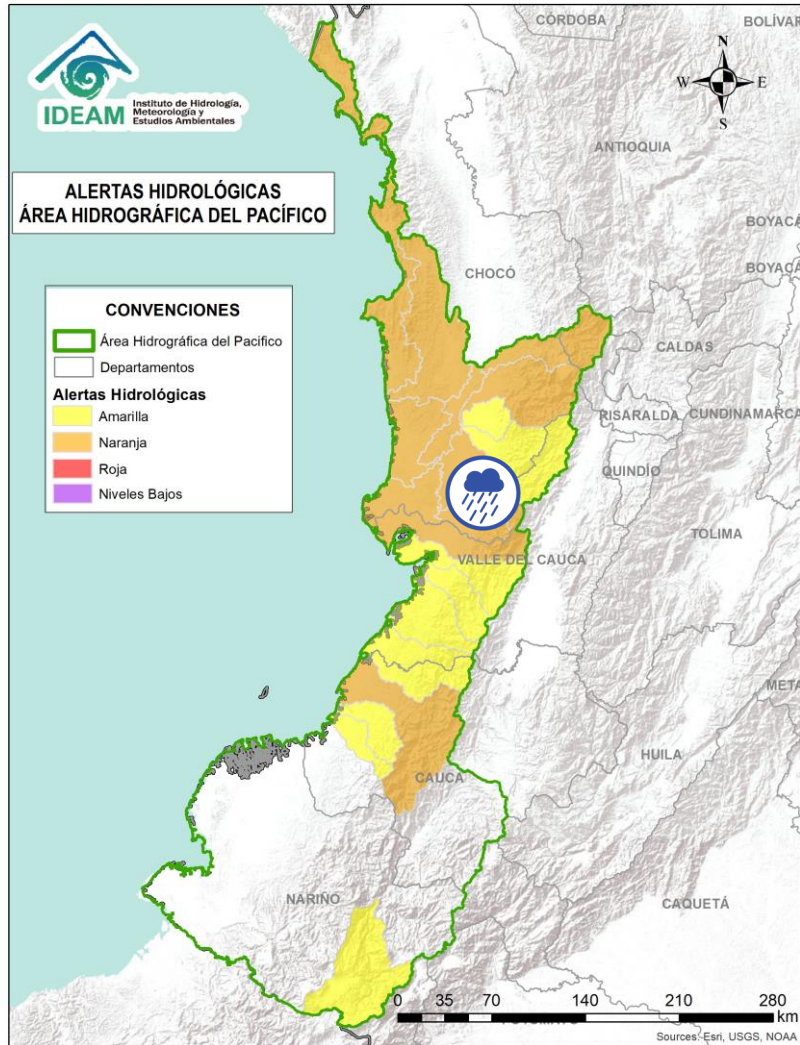 IDEAM
Instituto de Hidrología,
Meteorología y
Estudios Ambientales
ALERTAS HIDROLÓGICAS
ÁREA HIDROGRÁFICA DEL PACÍFICO
CONVENCIONES
Área Hidrográfica del Pacifico
Departamentos
Alertas Hidrológicas
Amarilla
Naranja
Roja
Niveles Bajos
N
W E
S
CÓRDOBA
BOLÍVAR
ANTIOQUIA
BOYACÁ
BOYACÁ
CHOCÓ
CALDAS
RISARALDA
CUNDINAMARCA
QUINDÍO
TOLIMA
VALLE DEL CAUCA
META
HUILA
CAUCA
NARIÑO
CAQUETÁ
0 35 70 140 210 280
km
Sources: Esri, USGS, NOAA